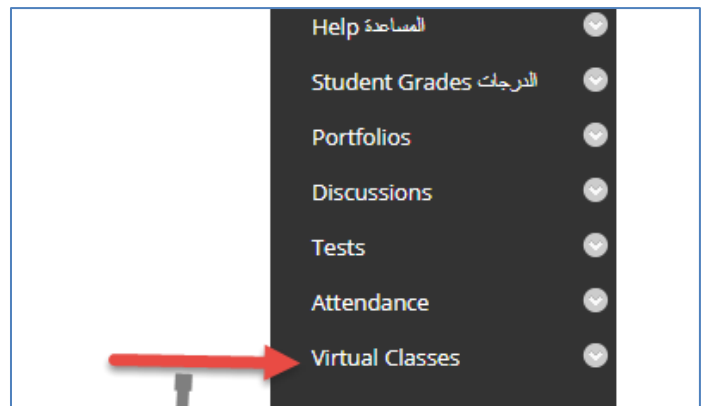 Help المساعدة
Student Grades الدرجات
Portfolios
Discussions
Tests
Attendance
Virtual Classes